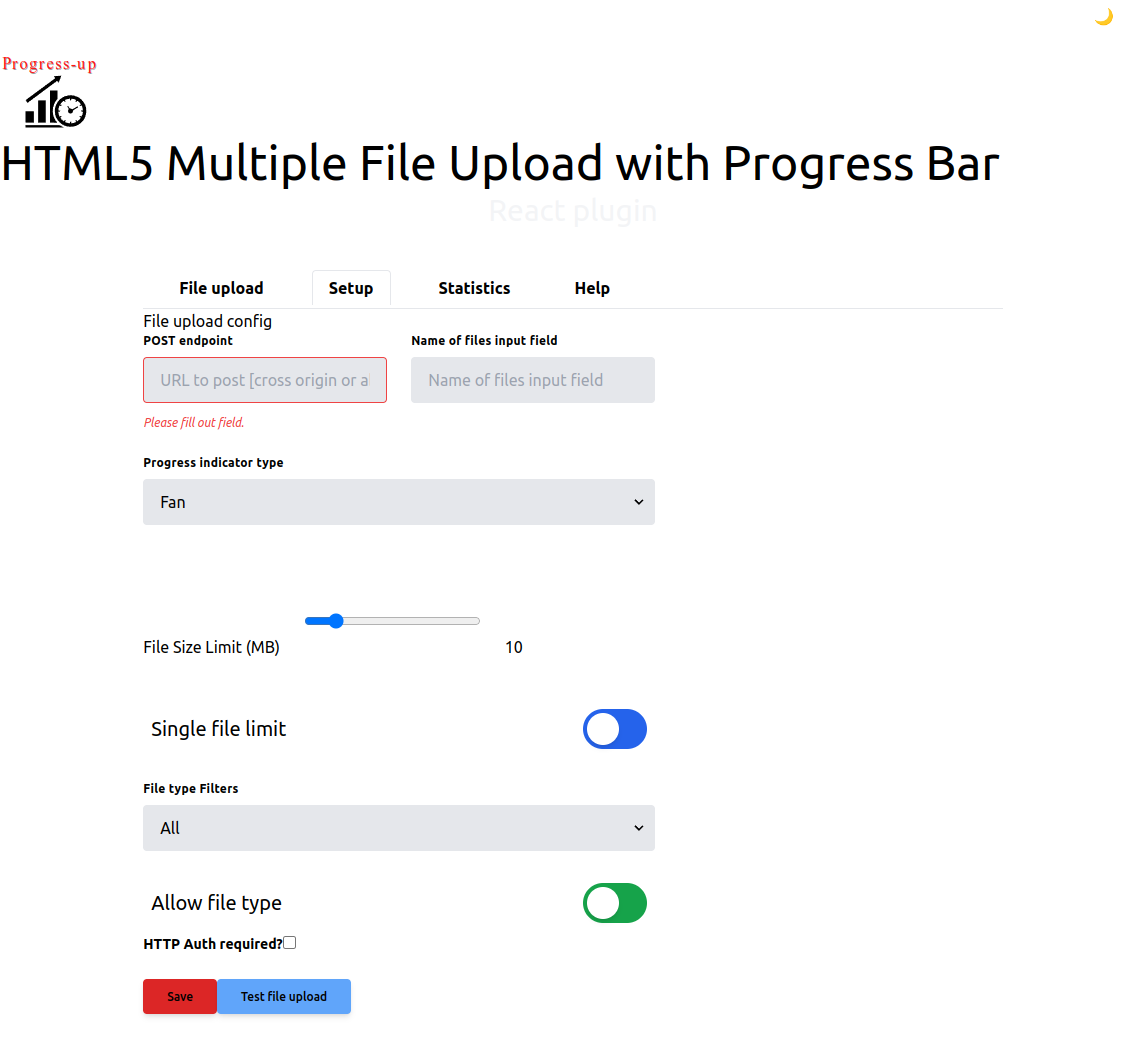 🌙
Progress-up
HTML5 Multiple File Upload with Progress Bar
React plugin
File upload Setup Statistics Help
File upload config
POST endpoint Name of files input field
URL to post [cross origin or a Name of files input field
Please fill out field.
Progress indicator type
Fan
File Size Limit (MB) 10
Single file limit
File type Filters
All
Allow file type
HTTP Auth required?
Save Test file upload